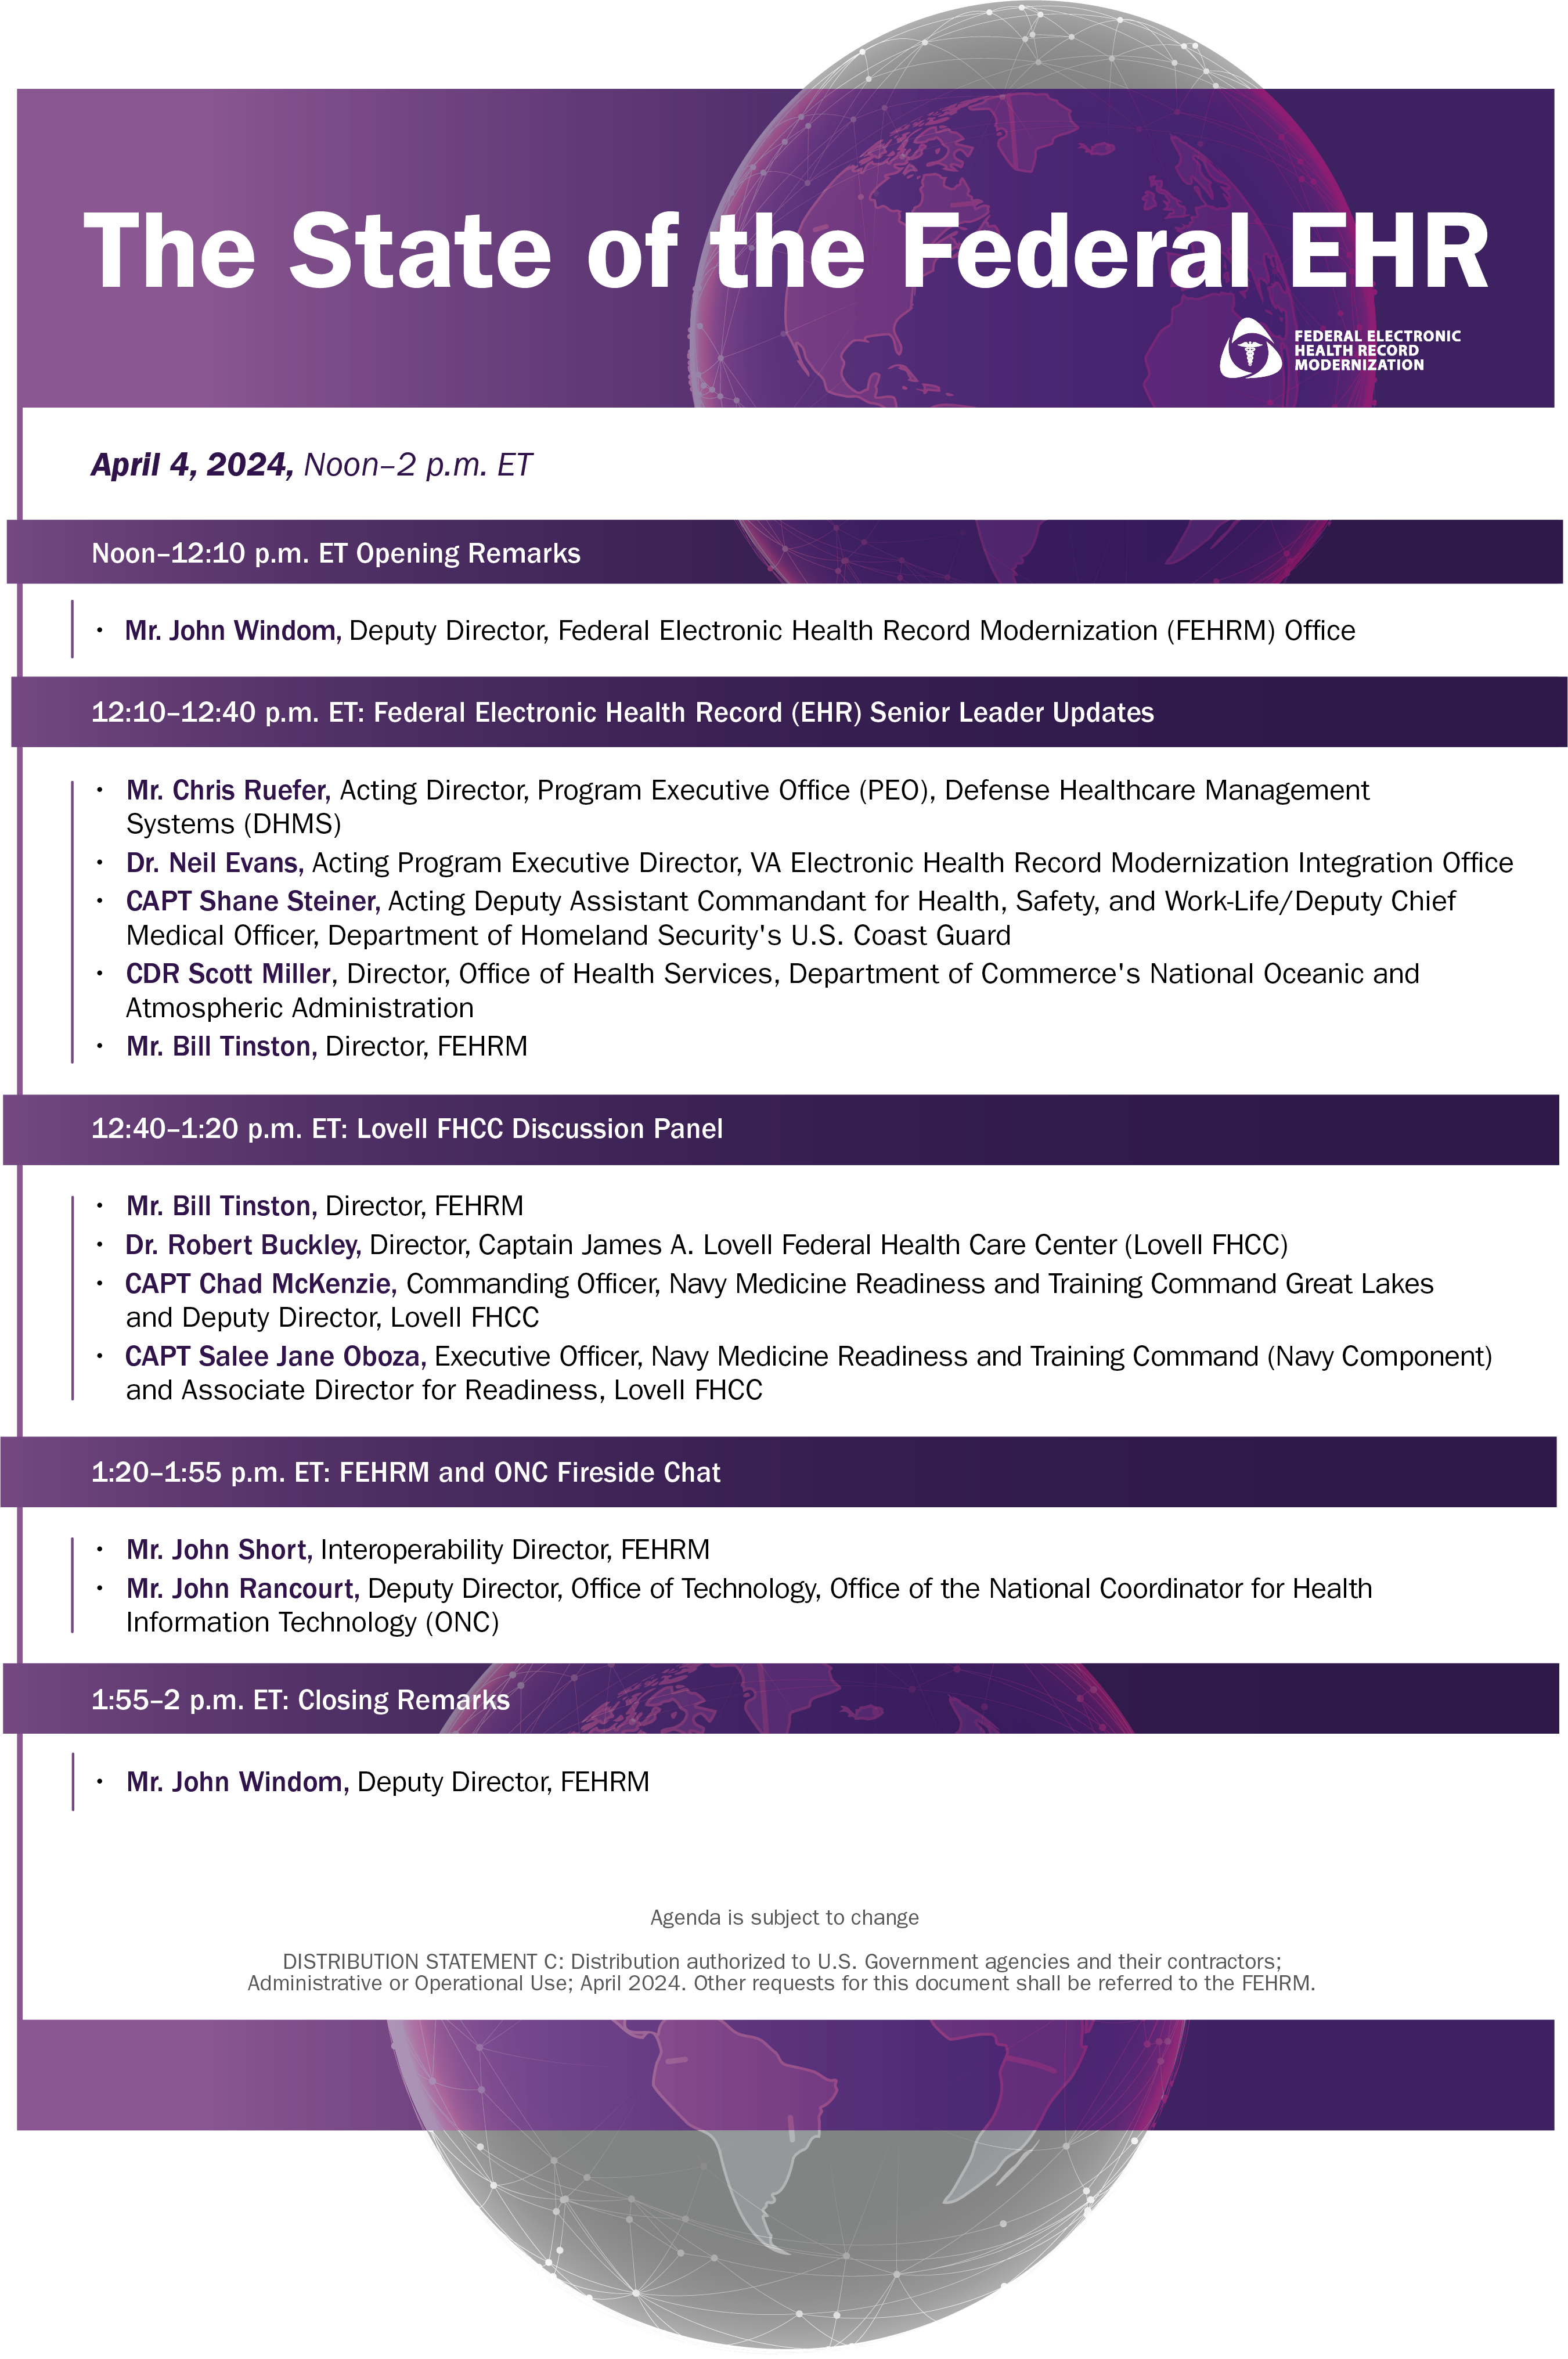 The State of the Federal EHR
FEDERAL ELECTRONIC
HEALTH RECORD
MODERNIZATION
April 4, 2024, Noon–2 p.m. ET
Noon–12:10 p.m. ET Opening Remarks
• Mr. John Windom, Deputy Director, Federal Electronic Health Record Modernization (FEHRM) Office
12:10–12:40 p.m. ET: Federal Electronic Health Record (EHR) Senior Leader Updates
• Mr. Chris Ruefer, Acting Director, Program Executive Office (PEO), Defense Healthcare Management
Systems (DHMS)
• Dr. Neil Evans, Acting Program Executive Director, VA Electronic Health Record Modernization Integration Office
• CAPT Shane Steiner, Acting Deputy Assistant Commandant for Health, Safety, and Work-Life/Deputy Chief
Medical Officer, Department of Homeland Security's U.S. Coast Guard
• CDR Scott Miller, Director, Office of Health Services, Department of Commerce's National Oceanic and
Atmospheric Administration
• Mr. Bill Tinston, Director, FEHRM
12:40–1:20 p.m. ET: Lovell FHCC Discussion Panel
• Mr. Bill Tinston, Director, FEHRM
• Dr. Robert Buckley, Director, Captain James A. Lovell Federal Health Care Center (Lovell FHCC)
• CAPT Chad McKenzie, Commanding Officer, Navy Medicine Readiness and Training Command Great Lakes
and Deputy Director, Lovell FHCC
• CAPT Salee Jane Oboza, Executive Officer, Navy Medicine Readiness and Training Command (Navy Component)
and Associate Director for Readiness, Lovell FHCC
1:20–1:55 p.m. ET: FEHRM and ONC Fireside Chat
• Mr. John Short, Interoperability Director, FEHRM
• Mr. John Rancourt, Deputy Director, Office of Technology, Office of the National Coordinator for Health
Information Technology (ONC)
1:55–2 p.m. ET: Closing Remarks
• Mr. John Windom, Deputy Director, FEHRM
Agenda is subject to change
DISTRIBUTION STATEMENT C: Distribution authorized to U.S. Government agencies and their contractors;
Administrative or Operational Use; April 2024. Other requests for this document shall be referred to the FEHRM.